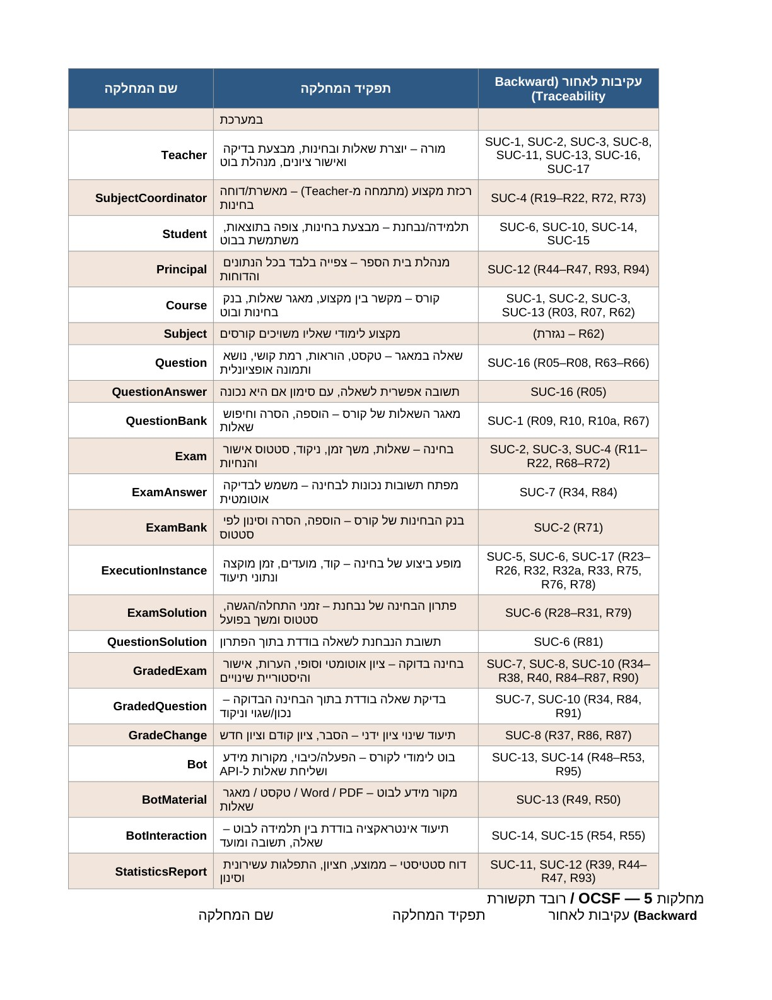 שם המחלקה
תפקיד המחלקה
עקיבות לאחור (Backward
Traceability)
במערכת
Teacher
מורה – יוצרת שאלות ובחינות, מבצעת בדיקה
ואישור ציונים, מנהלת בוט
SUC-1, SUC-2, SUC-3, SUC-8,
SUC-11, SUC-13, SUC-16,
SUC-17
SubjectCoordinator
רכזת מקצוע (מתמחה מ-Teacher) – מאשרת/דוחה
בחינות
SUC-4 (R19–R22, R72, R73)
Student
תלמידה/נבחנת – מבצעת בחינות, צופה בתוצאות,
משתמשת בבוט
SUC-6, SUC-10, SUC-14,
SUC-15
Principal
מנהלת בית הספר – צפייה בלבד בכל הנתונים
והדוחות
SUC-12 (R44–R47, R93, R94)
Course
קורס – מקשר בין מקצוע, מאגר שאלות, בנק
בחינות ובוט
SUC-1, SUC-2, SUC-3,
SUC-13 (R03, R07, R62)
Subject
מקצוע לימודי שאליו משויכים קורסים
(נגזרת – R62)
Question
שאלה במאגר – טקסט, הוראות, רמת קושי, נושא
ותמונה אופציונלית
SUC-16 (R05–R08, R63–R66)
QuestionAnswer
תשובה אפשרית לשאלה, עם סימון אם היא נכונה
SUC-16 (R05)
QuestionBank
מאגר השאלות של קורס – הוספה, הסרה וחיפוש
שאלות
SUC-1 (R09, R10, R10a, R67)
Exam
בחינה – שאלות, משך זמן, ניקוד, סטטוס אישור
והנחיות
SUC-2, SUC-3, SUC-4 (R11–
R22, R68–R72)
ExamAnswer
מפתח תשובות נכונות לבחינה – משמש לבדיקה
אוטומטית
SUC-7 (R34, R84)
ExamBank
בנק הבחינות של קורס – הוספה, הסרה וסינון לפי
סטטוס
SUC-2 (R71)
ExecutionInstance
מופע ביצוע של בחינה – קוד, מועדים, זמן מוקצה
ונתוני תיעוד
SUC-5, SUC-6, SUC-17 (R23–
R26, R32, R32a, R33, R75,
R76, R78)
ExamSolution
פתרון הבחינה של נבחנת – זמני התחלה/הגשה,
סטטוס ומשך בפועל
SUC-6 (R28–R31, R79)
QuestionSolution
תשובת הנבחנת לשאלה בודדת בתוך הפתרון
SUC-6 (R81)
GradedExam
בחינה בדוקה – ציון אוטומטי וסופי, הערות, אישור
והיסטוריית שינויים
SUC-7, SUC-8, SUC-10 (R34–
R38, R40, R84–R87, R90)
GradedQuestion
בדיקת שאלה בודדת בתוך הבחינה הבדוקה –
נכון/שגוי וניקוד
SUC-7, SUC-10 (R34, R84,
R91)
GradeChange
תיעוד שינוי ציון ידני – הסבר, ציון קודם וציון חדש
SUC-8 (R37, R86, R87)
Bot
בוט לימודי לקורס – הפעלה/כיבוי, מקורות מידע
ושליחת שאלות ל-API
SUC-13, SUC-14 (R48–R53,
R95)
BotMaterial
מקור מידע לבוט – Word / PDF / טקסט / מאגר
שאלות
SUC-13 (R49, R50)
BotInteraction
תיעוד אינטראקציה בודדת בין תלמידה לבוט –
שאלה, תשובה ומועד
SUC-14, SUC-15 (R54, R55)
StatisticsReport
דוח סטטיסטי – ממוצע, חציון, התפלגות עשירונית
וסינון
SUC-11, SUC-12 (R39, R44–
R47, R93)
מחלקות OCSF — 5 / רובד תקשורת
שם המחלקה תפקיד המחלקה עקיבות לאחור (Backward